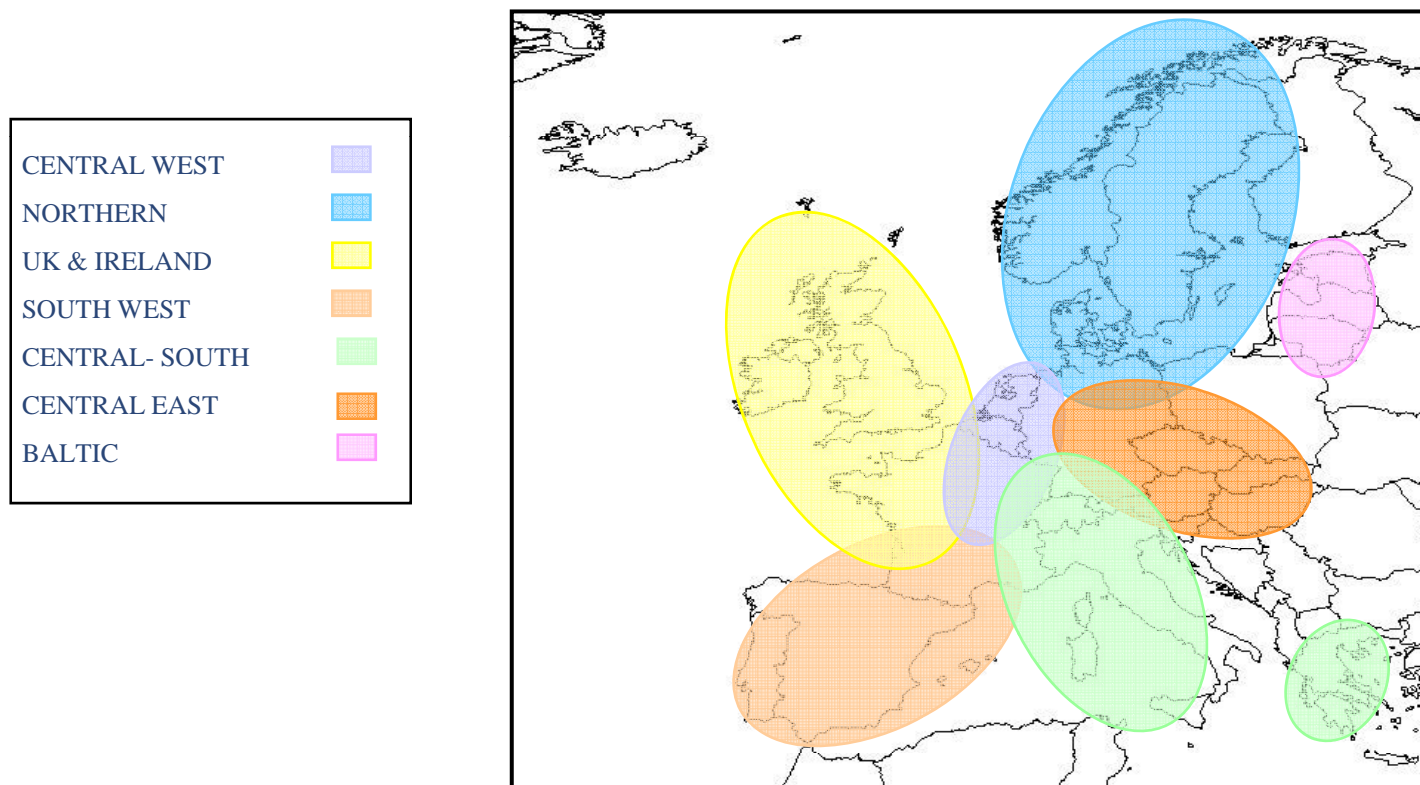 CENTRAL WEST
NORTHERN
UK & IRELAND
SOUTH WEST
CENTRAL- SOUTH
CENTRAL EAST
BALTIC